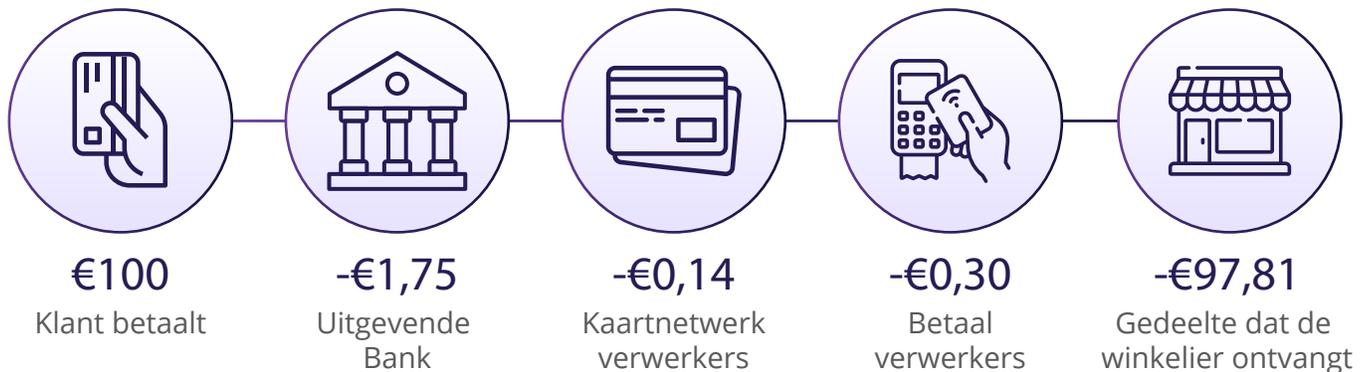 €100
Klant betaalt
-€1,75
Uitgevende
Bank
-€0,14
Kaartnetwerk
verwerkers
-€0,30
Betaal
verwerkers
-€97,81
Gedeelte dat de
winkelier ontvangt